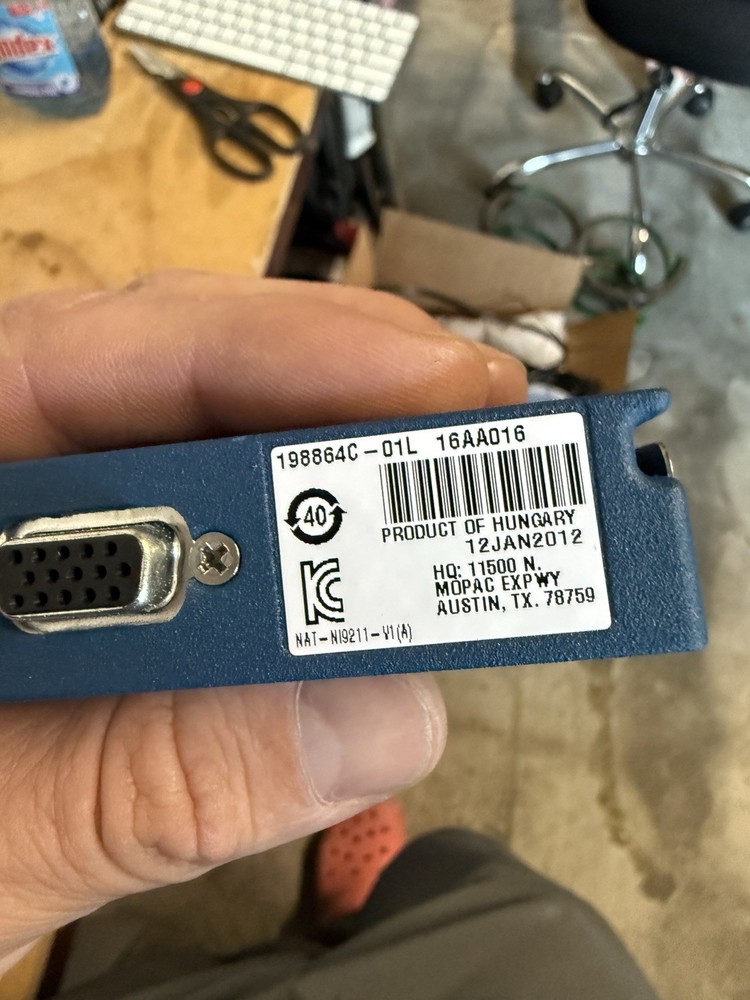 198864C-01L 16AA016
40
PRODUCT OF HUNGARY
12JAN2012
HQ: 11500 N.
MOPAC EXPWY
AUSTIN, TX. 78759
NAT-NI9211-V1(A)